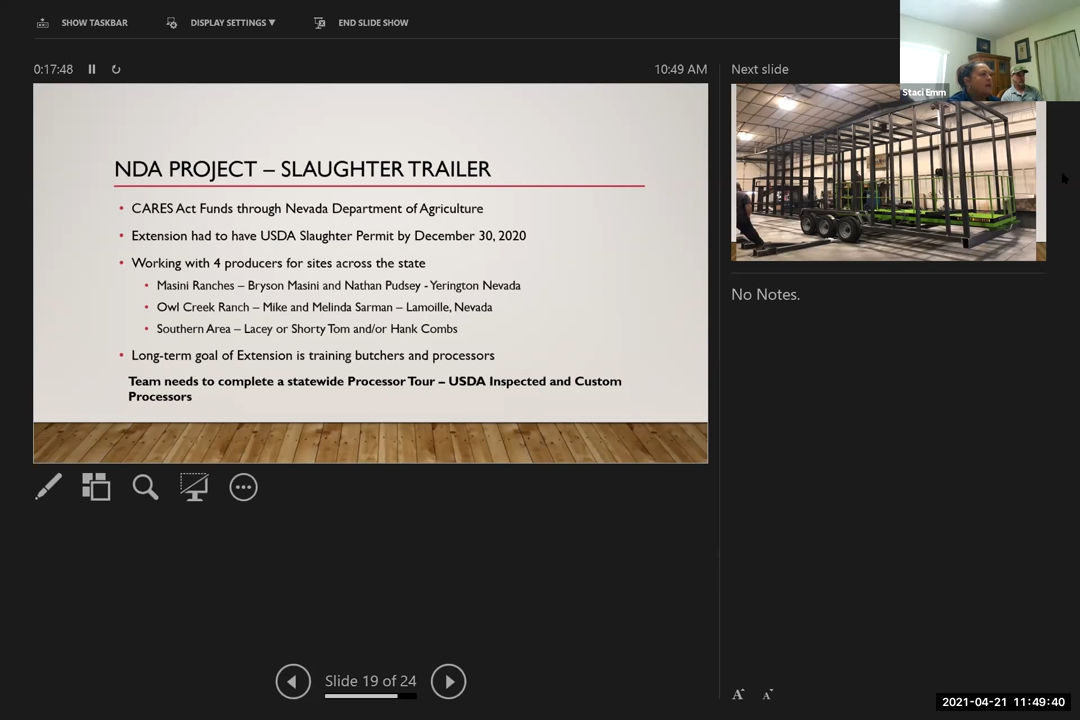 SHOW TASKBAR DISPLAY SETTINGS ▼ END SLIDE SHOW
0:17:48 10:49 AM
NDA PROJECT – SLAUGHTER TRAILER
• CARES Act Funds through Nevada Department of Agriculture
• Extension had to have USDA Slaughter Permit by December 30, 2020
• Working with 4 producers for sites across the state
• Masini Ranches – Bryson Masini and Nathan Pudsey - Yerington Nevada
• Owl Creek Ranch – Mike and Melinda Sarman – Lamoille, Nevada
• Southern Area – Lacey or Shorty Tom and/or Hank Combs
• Long-term goal of Extension is training butchers and processors
Team needs to complete a statewide Processor Tour – USDA Inspected and Custom
Processors
Slide 19 of 24
Next slide
Staci Emm
No Notes.
A A
2021-04-21 11:49:40